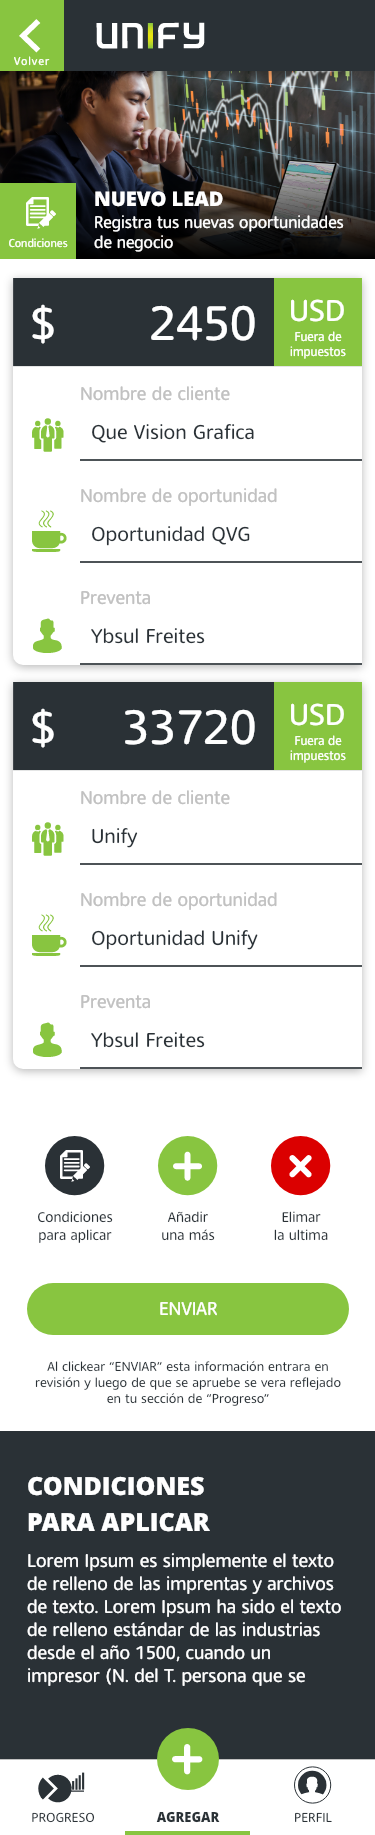 Volver
UNIFY
NUEVO LEAD
Registra tus nuevas oportunidades
de negocio
Condiciones
$ 2450 USD
Fuera de
impuestos
Nombre de cliente
Que Vision Grafica
Nombre de oportunidad
Oportunidad QVG
Preventa
Ybsul Freites
$ 33720 USD
Fuera de
impuestos
Nombre de cliente
Unify
Nombre de oportunidad
Oportunidad Unify
Preventa
Ybsul Freites
Condiciones
para aplicar
Añadir
una más
Elimar
la ultima
ENVIAR
Al clickear “ENVIAR” esta información entrara en
revisión y luego de que se apruebe se vera reflejado
en tu sección de “Progreso”
CONDICIONES
PARA APLICAR
Lorem Ipsum es simplemente el texto
de relleno de las imprentas y archivos
de texto. Lorem Ipsum ha sido el texto
de relleno estándar de las industrias
desde el año 1500, cuando un
impresor (N. del T. persona que se
PROGRESO
AGREGAR
PERFIL